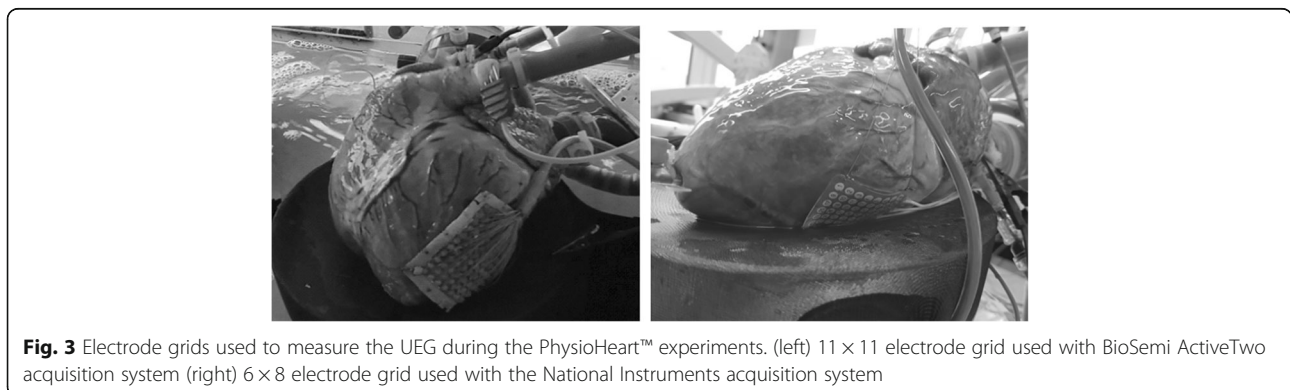 Fig. 3 Electrode grids used to measure the UEG during the PhysioHeart™ experiments. (left) 11 × 11 electrode grid used with BioSemi ActiveTwo
acquisition system (right) 6 × 8 electrode grid used with the National Instruments acquisition system